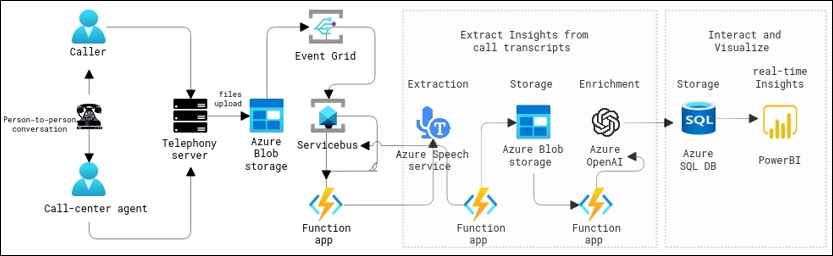 Caller
Person-to-person
conversation
Call-center agent
Telephony
server
files
upload
Azure
Blob
storage
Event Grid
Servicebus
Function
app
Extract Insights from
call transcripts
Extraction
Azure Speech
service
Function
app
Storage
Azure Blob
storage
Enrichment
Azure
OpenAI
Function
app
Interact and
Visualize
Storage
SQL
Azure
SQL DB
real-time
Insights
PowerBI